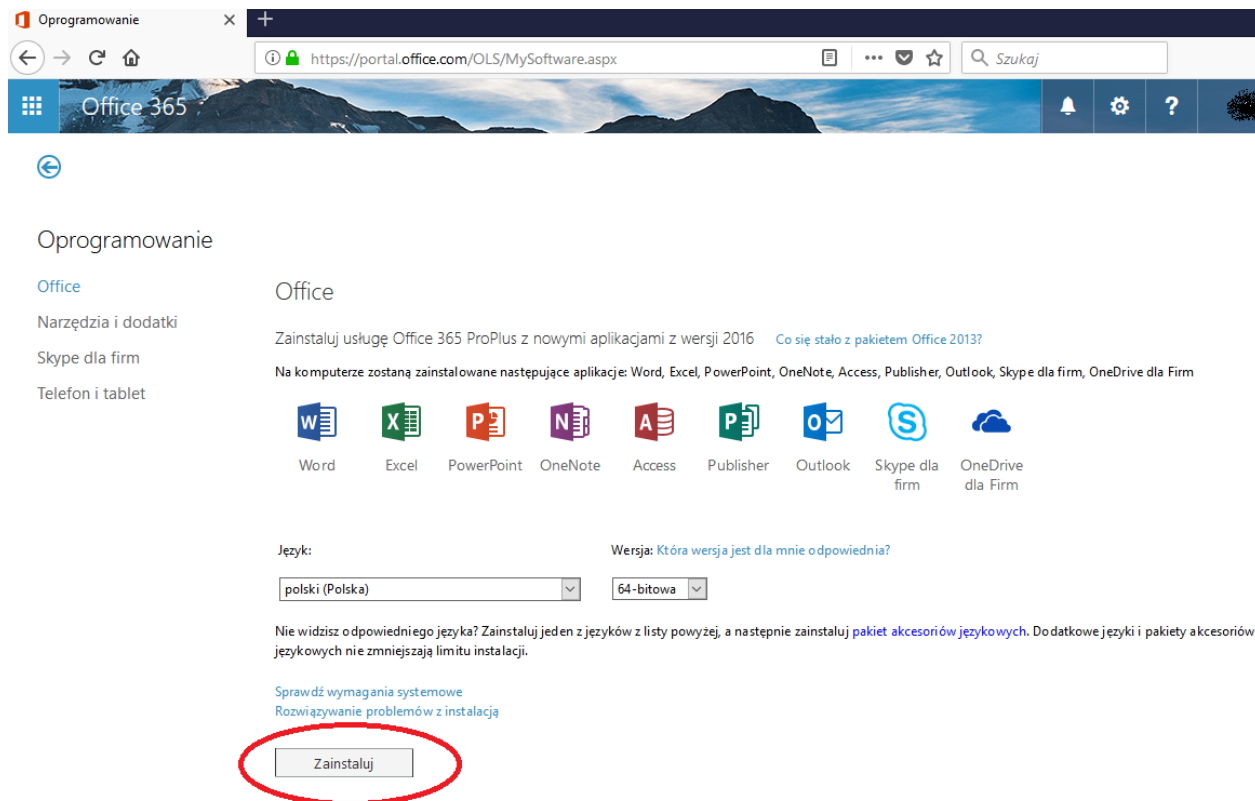 Oprogramowanie
https://portal.office.com/OLS/MySoftware.aspx
Szukaj
Office 365
?
Oprogramowanie
Office
Narzędzia i dodatki
Skype dla firm
Telefon i tablet
Office
Zainstaluj usługę Office 365 ProPlus z nowymi aplikacjami z wersji 2016 Co się stało z pakietem Office 2013?
Na komputerze zostaną zainstalowane następujące aplikacje: Word, Excel, PowerPoint, OneNote, Access, Publisher, Outlook, Skype dla firm, OneDrive dla Firm
Word Excel PowerPoint OneNote Access Publisher Outlook Skype dla firm OneDrive dla Firm
Język: Wersja: Która wersja jest dla mnie odpowiednia?
polski (Polska) 64-bitowa
Nie widzisz odpowiedniego języka? Zainstaluj jeden z języków z listy powyżej, a następnie zainstaluj pakiet akcesoriów językowych. Dodatkowe języki i pakiety akcesoriów
językowych nie zmniejszają limitu instalacji.
Sprawdź wymagania systemowe
Rozwiązywanie problemów z instalacją
Zainstaluj